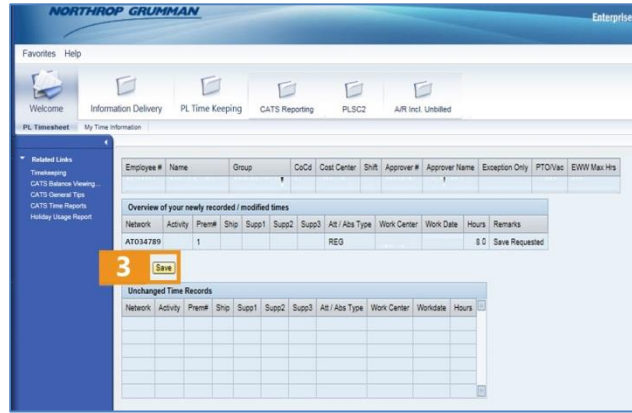 NORTHROP GRUMMAN
Enterprise
Favorites Help
Welcome Information Delivery PL Time Keeping CATS Reporting PLSC2 A/R Incl. Unbilled
PL Timesheet My Time Information
Related Links
Timekeeping
CATS Balance Viewing...
CATS General Tips
CATS Time Reports
Holiday Usage Report
Employee # Name Group CoCd Cost Center Shift Approver # Approver Name Exception Only PTO/Vac EWW Max Hrs
Overview of your newly recorded / modified times
Network Activity Prem# Ship Supp1 Supp2 Supp3 Att / Abs Type Work Center Work Date Hours Remarks
AT034789 1 REG 8.0 Save Requested
3 Save
Unchanged Time Records
Network Activity Prem# Ship Supp1 Supp2 Supp3 Att / Abs Type Work Center Workdate Hours